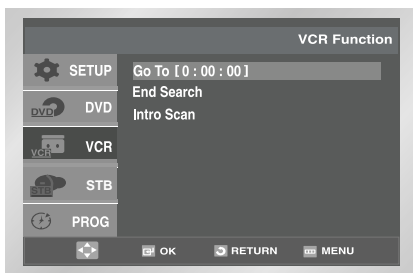 VCR Function
SETUP
Go To [ 0 : 00 : 00 ]
DVD DVD
End Search
Intro Scan
VCR VCR
STB STB
PROG
OK RETURN MENU